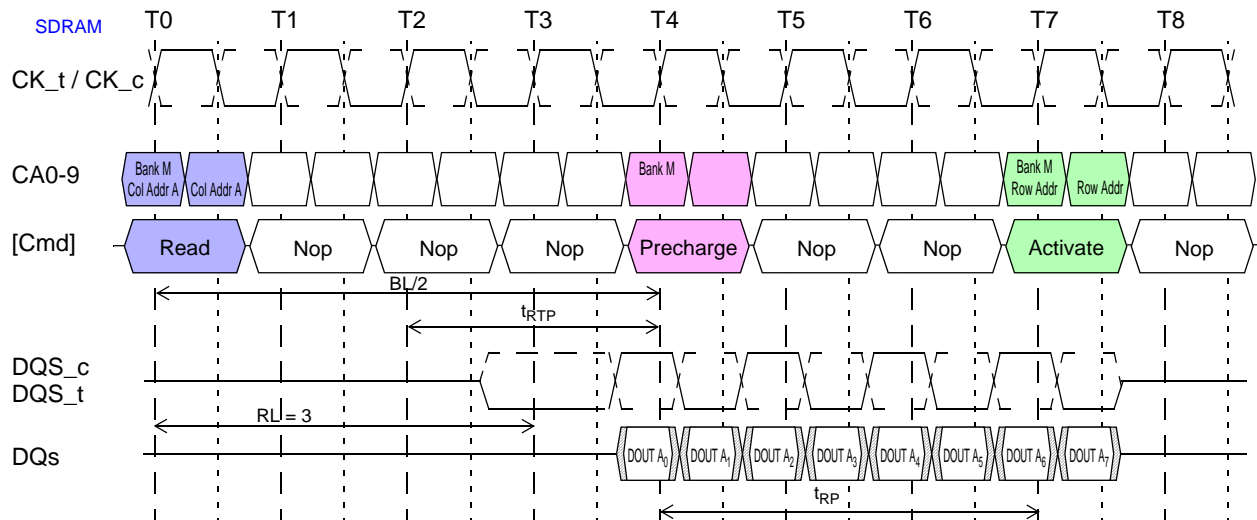 SDRAM T0 T1 T2 T3 T4 T5 T6 T7 T8
CK_t / CK_c
CA0-9 Bank M Col Addr A Col Addr A Bank M Bank M Row Addr Row Addr
[Cmd] Read Nop Nop Nop Precharge Nop Nop Activate Nop
BL/2
tRTP
DQS_c
DQS_t
RL = 3
DQs DOUT A0 DOUT A1 DOUT A2 DOUT A3 DOUT A4 DOUT A5 DOUT A6 DOUT A7
tRP